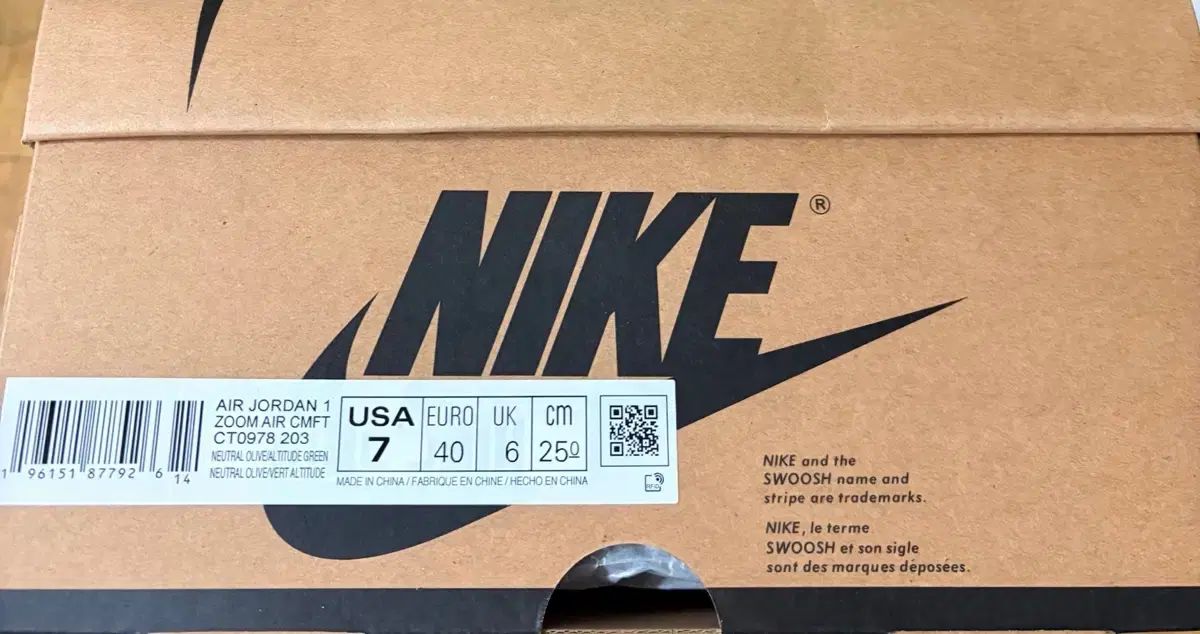 NIKE®
1 96151 87792 6
14
AIR JORDAN 1
ZOOM AIR CMFT
CT0978 203
NEUTRAL OLIVE/ALTITUDE GREEN
NEUTRAL OLIVE/VERT ALTITUDE
USA
7
EURO
40
UK
6
cm
250
MADE IN CHINA / FABRIQUE EN CHINE / HECHO EN CHINA
RFID
NIKE and the
SWOOSH name and
stripe are trademarks.
NIKE, le terme
SWOOSH et son sigle
sont des marques déposées.